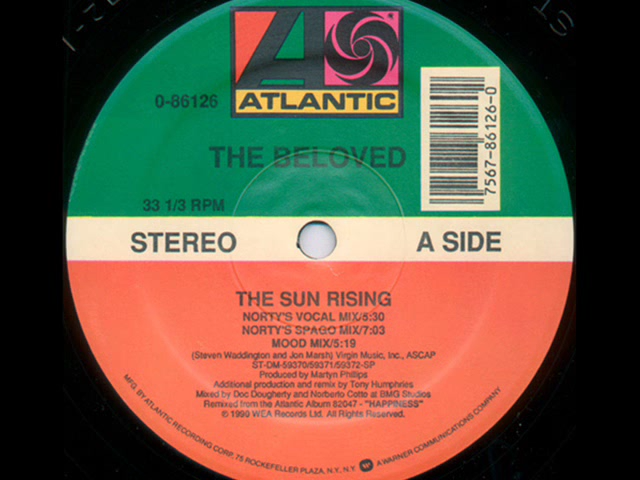 ATLANTIC
0-86126
7567-86126-0
THE BELOVED
33 1/3 RPM
STEREO
A SIDE
THE SUN RISING
NORTY'S VOCAL MIX/5:30
NORTY'S SPAGO MIX/7:03
MOOD MIX/5:19
(Steven Waddington and Jon Marsh) Virgin Music, Inc., ASCAP
ST-DM-59370/59371/59372-SP
Produced by Martyn Phillips
Additional production and remix by Tony Humphries
Mixed by Doc Dougherty and Norberto Cotto at BMG Studios
Remixed from the Atlantic Album 82047 - "HAPPINESS"
© 1990 WEA Records Ltd. All Rights Reserved.
MFG. BY ATLANTIC RECORDING CORP., 75 ROCKEFELLER PLAZA, N.Y., N.Y. A WARNER COMMUNICATIONS COMPANY